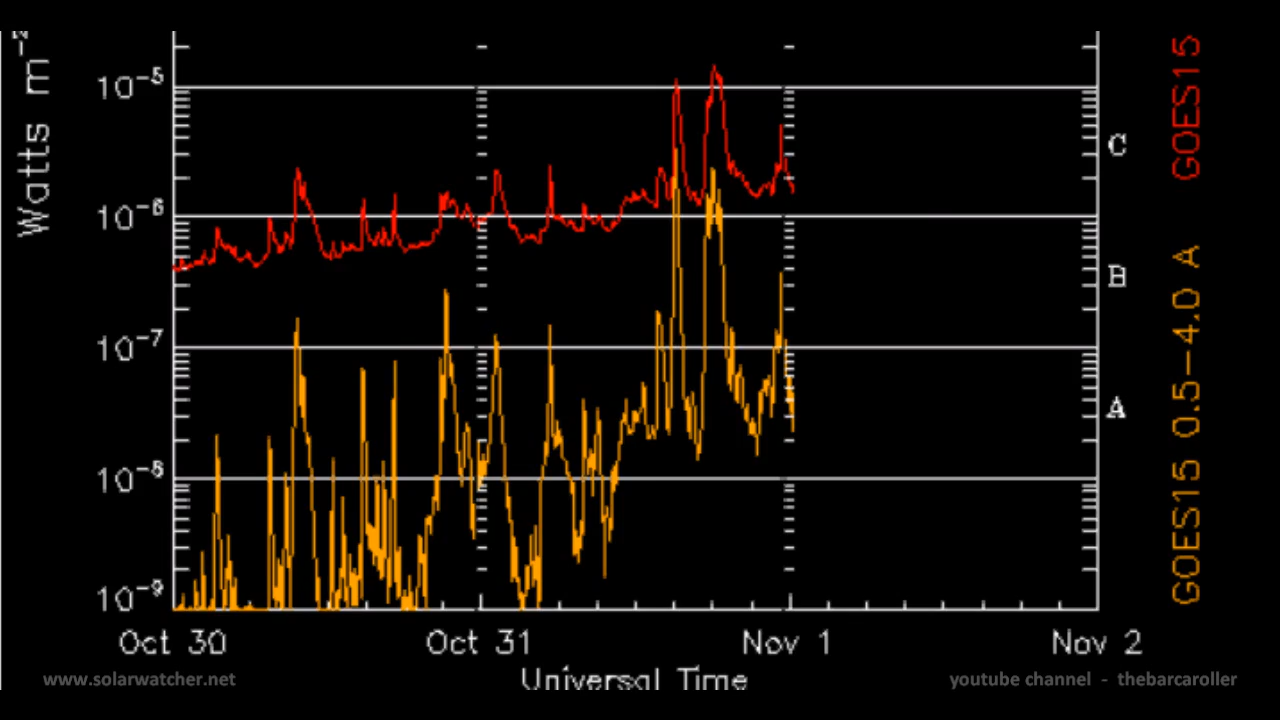 Watts m⁻²
10⁻⁵
10⁻⁶
10⁻⁷
10⁻⁸
10⁻⁹
C
B
A
GOES15
GOES15 0.5–4.0 A
Oct 30 Oct 31 Nov 1 Nov 2
Universal Time
www.solarwatcher.net
youtube channel - thebarcaroller